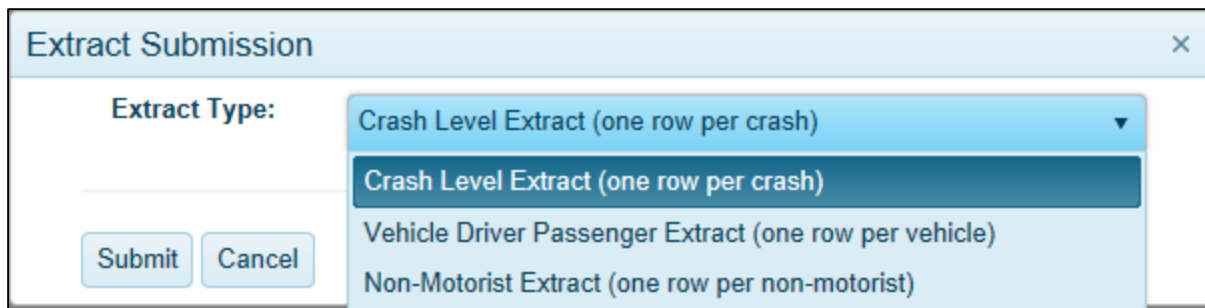 Extract Submission
Extract Type:
Crash Level Extract (one row per crash)
Crash Level Extract (one row per crash)
Vehicle Driver Passenger Extract (one row per vehicle)
Non-Motorist Extract (one row per non-motorist)
Submit Cancel